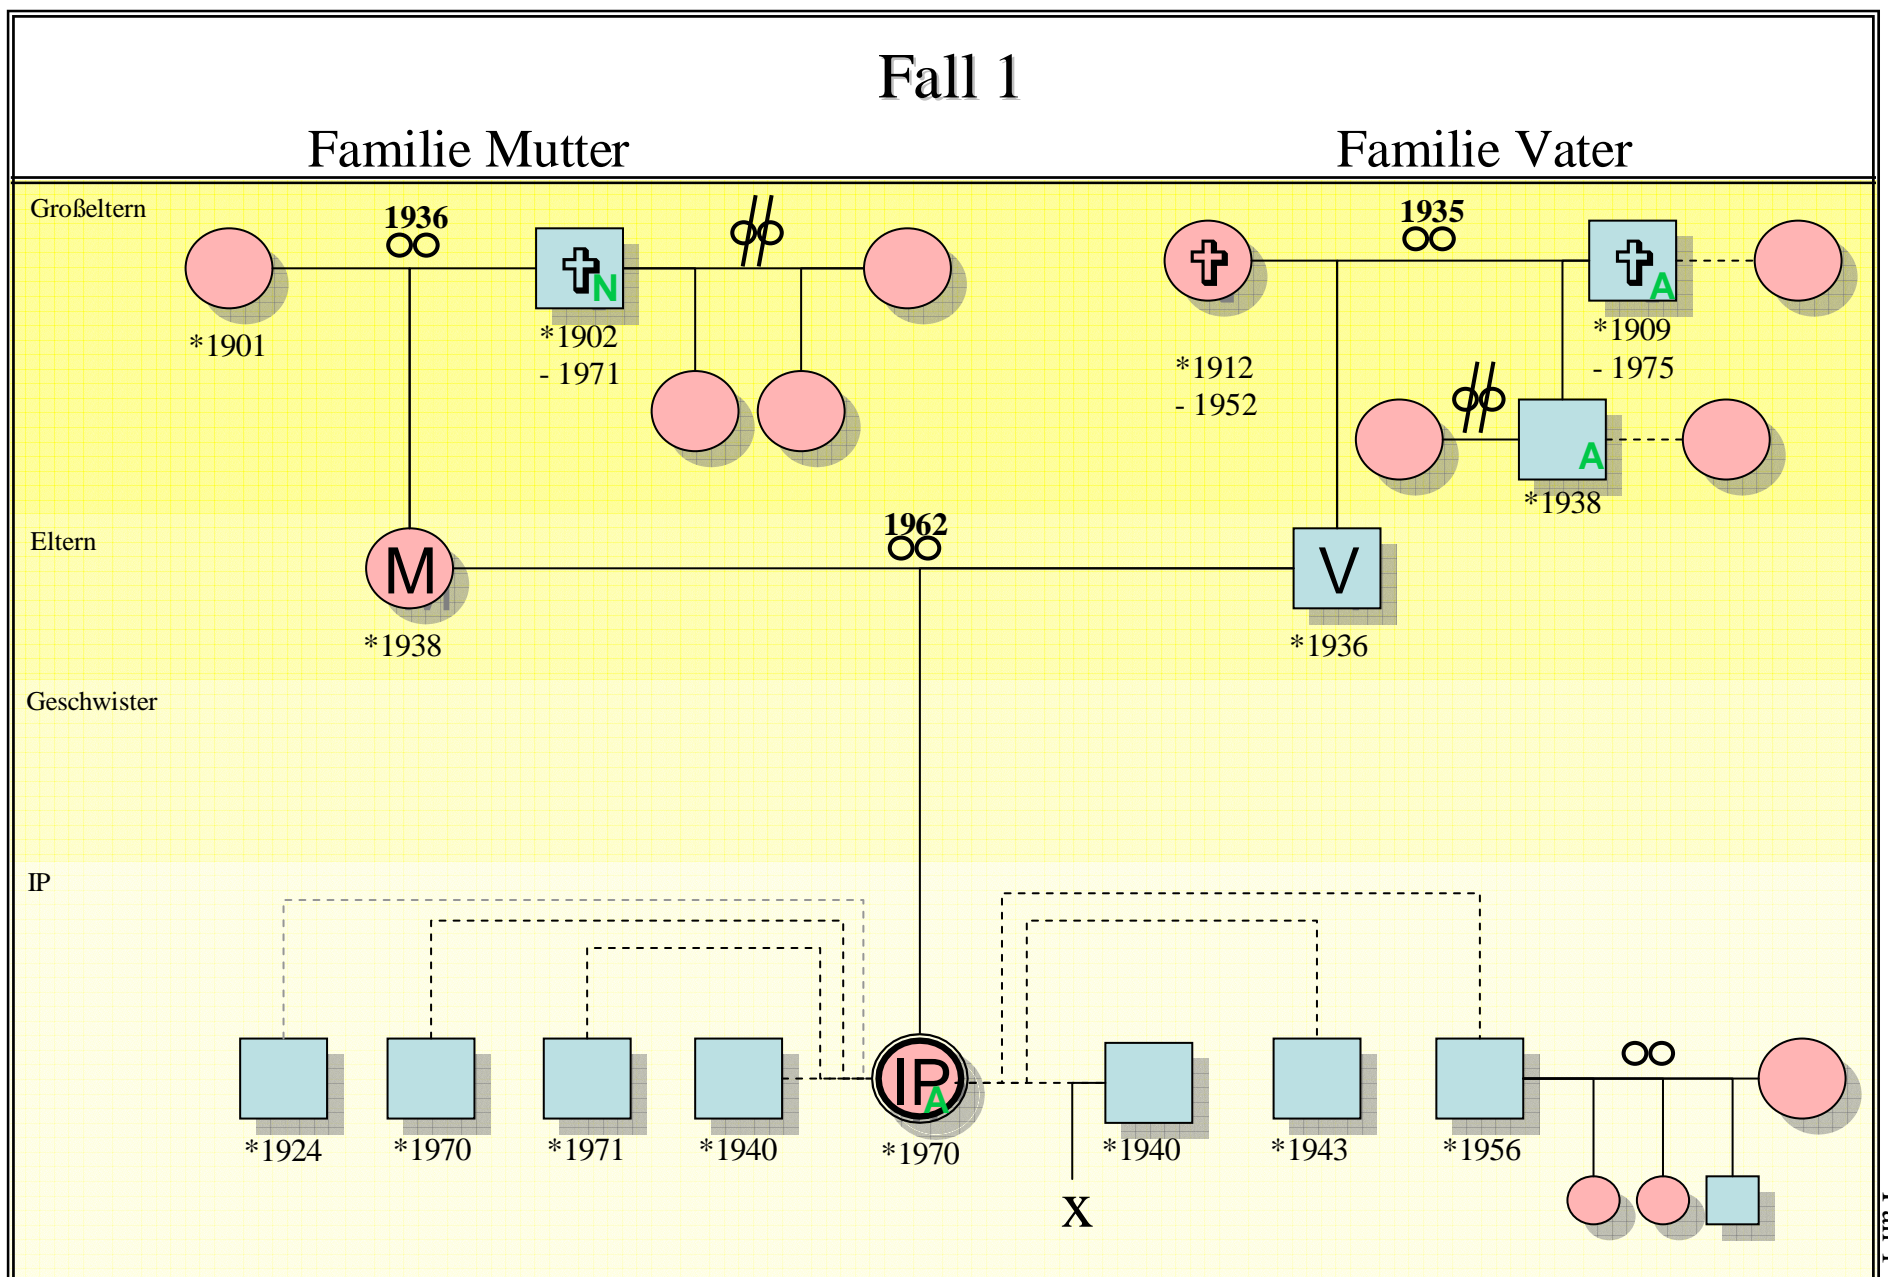 Fall 1
Familie Mutter
Familie Vater
Großeltern
1936
1935
N
A
*1901
*1902
- 1971
*1912
- 1952
*1909
- 1975
A
*1938
Eltern
1962
M
V
*1938
*1936
Geschwister
IP
IP
A
*1924
*1970
*1971
*1940
*1970
*1940
*1943
*1956
X